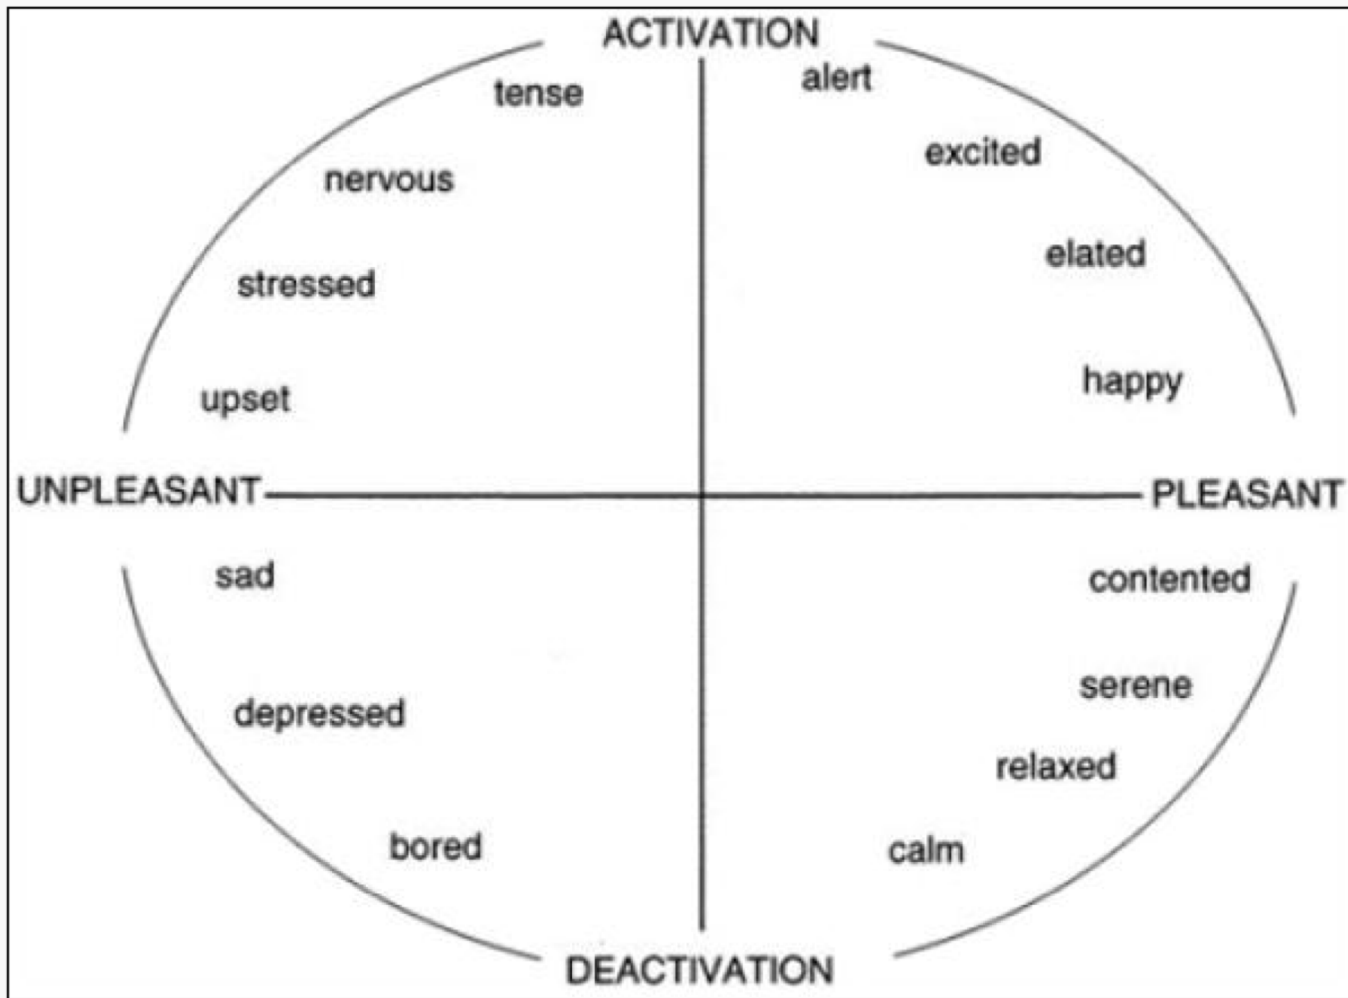 ACTIVATION
tense
alert
nervous
excited
stressed
elated
upset
happy
UNPLEASANT
PLEASANT
sad
contented
depressed
serene
relaxed
bored
calm
DEACTIVATION